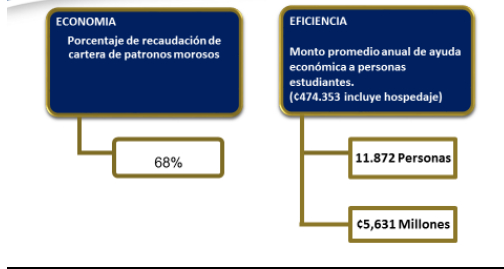 ECONOMIA
Porcentaje de recaudación de
cartera de patronos morosos
68%
EFICIENCIA
Monto promedio anual de ayuda
económica a personas
estudiantes.
(¢474.353 incluye hospedaje)
11.872 Personas
¢5,631 Millones